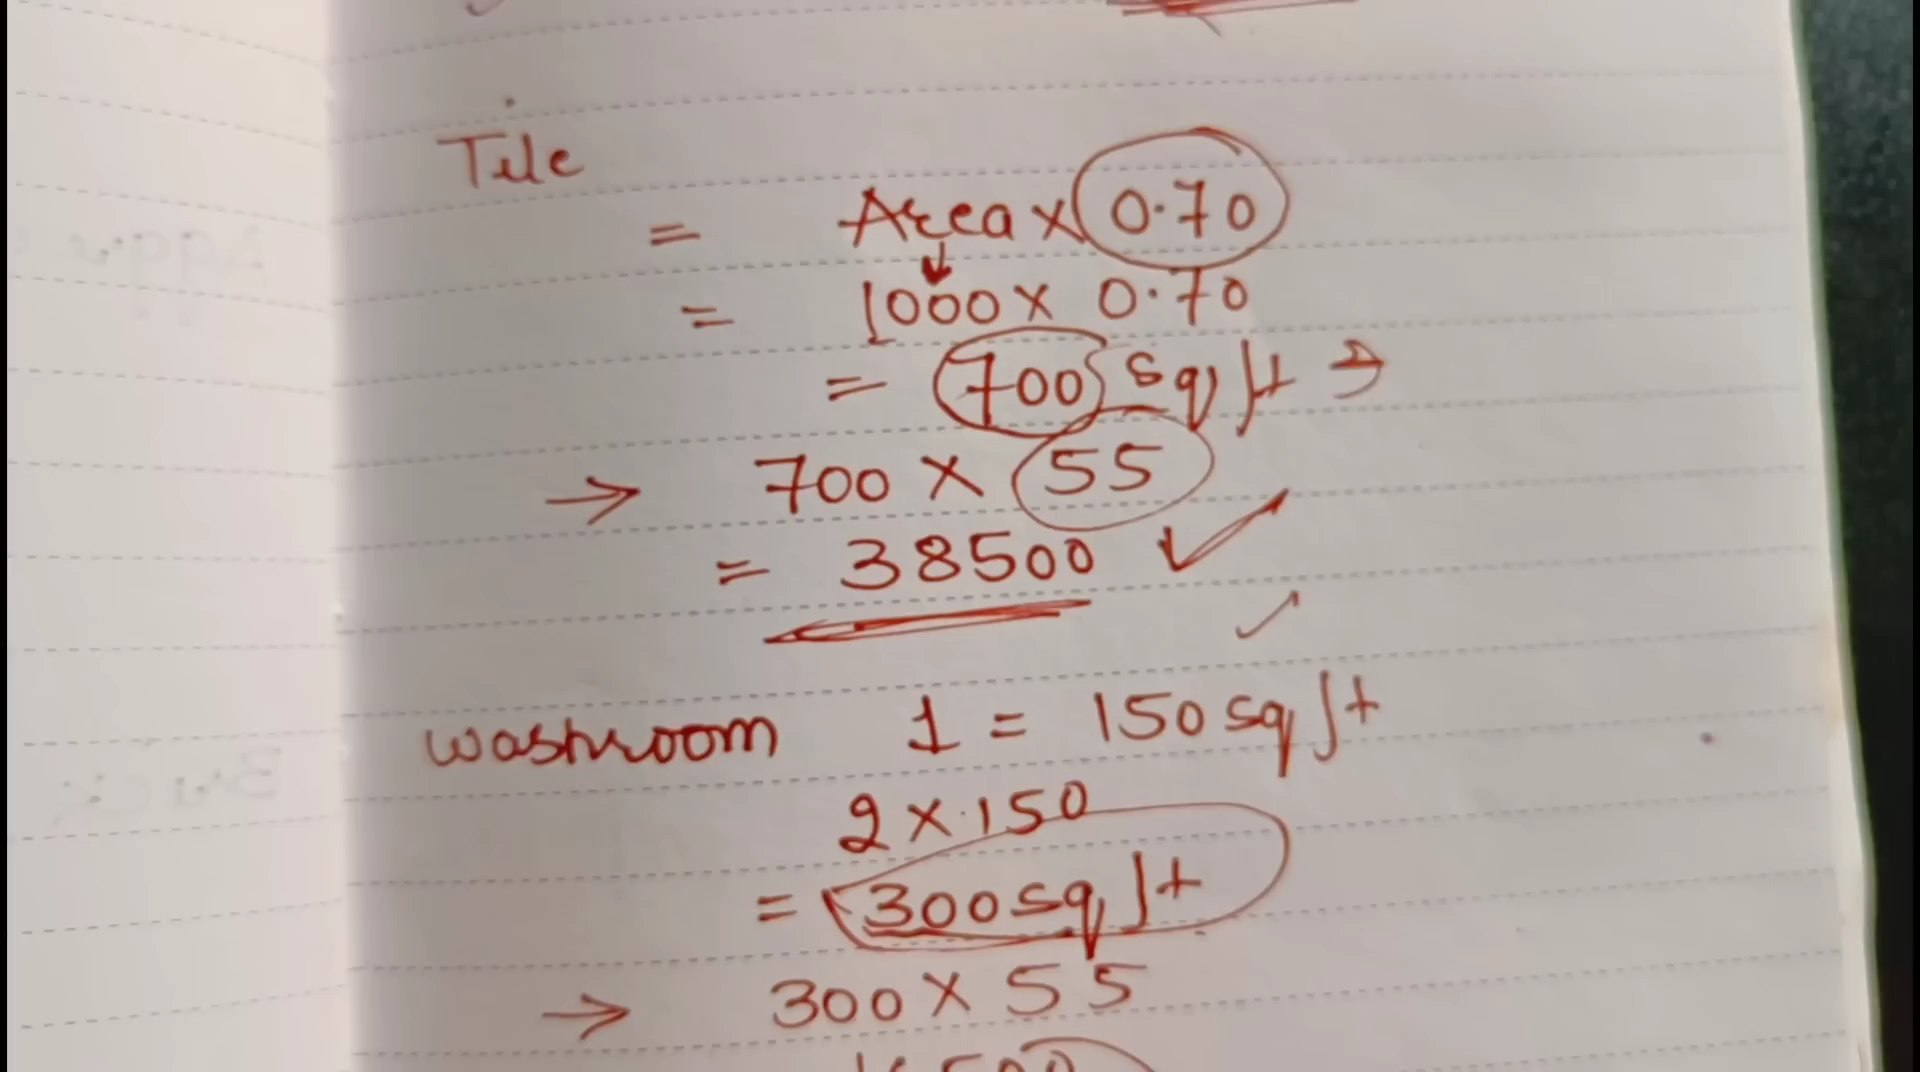 Tile
= Area x 0.70
= 1000 x 0.70
= 700 sq ft →
→ 700 x 55
= 38500 ✓
✓
washroom 1 = 150 sq ft
2 x 150
= 300 sq ft
→ 300 x 55